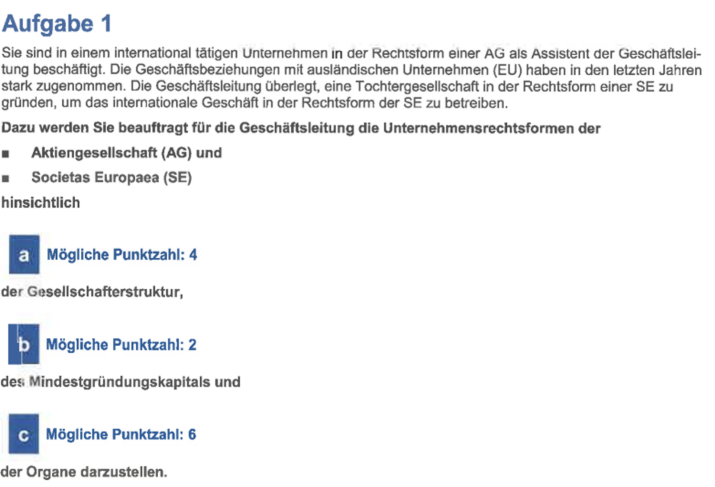 Aufgabe 1
Sie sind in einem international tätigen Unternehmen in der Rechtsform einer AG als Assistent der Geschäftslei-
tung beschäftigt. Die Geschäftsbeziehungen mit ausländischen Unternehmen (EU) haben in den letzten Jahren
stark zugenommen. Die Geschäftsleitung überlegt, eine Tochtergesellschaft in der Rechtsform einer SE zu
gründen, um das internationale Geschäft in der Rechtsform der SE zu betreiben.
Dazu werden Sie beauftragt für die Geschäftsleitung die Unternehmensrechtsformen der
■ Aktiengesellschaft (AG) und
■ Societas Europaea (SE)
hinsichtlich
a Mögliche Punktzahl: 4
der Gesellschafterstruktur,
b Mögliche Punktzahl: 2
des Mindestgründungskapitals und
c Mögliche Punktzahl: 6
der Organe darzustellen.